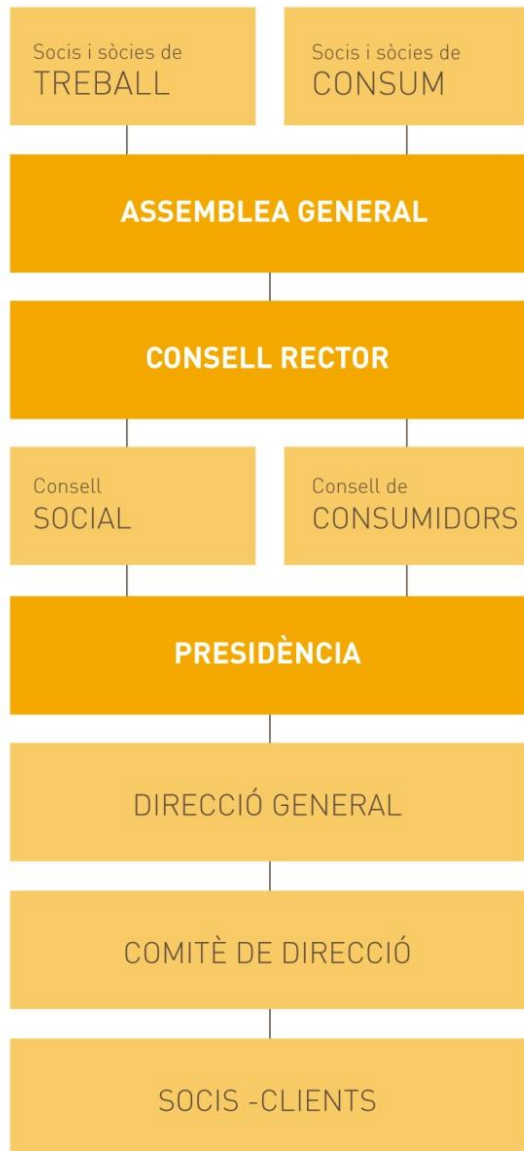 Socis i sòcies de
TREBALL
Socis i sòcies de
CONSUM
ASSEMBLEA GENERAL
CONSELL RECTOR
Consell
SOCIAL
Consell de
CONSUMIDORS
PRESIDÈNCIA
DIRECCIÓ GENERAL
COMITÈ DE DIRECCIÓ
SOCIS -CLIENTS